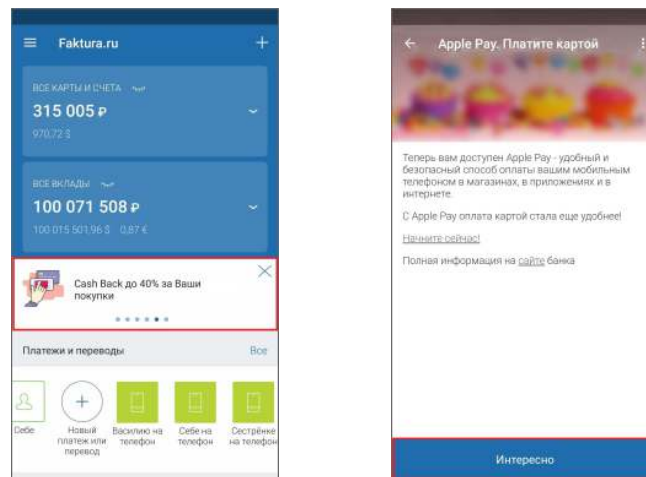 Faktura.ru
ВСЕ КАРТЫ И СЧЕТА
315 005 ₽
970,72 $
ВСЕ ВКЛАДЫ
100 071 508 ₽
100 015 501,96 $ 0,87 €
Cash Back до 40% за Ваши
покупки
Платежи и переводы Все
Себе
Новый
платеж или
перевод
Василию на
телефон
Себе на
телефон
Сестрёнке
на телефон
Apple Pay. Платите картой
Теперь вам доступен Apple Pay - удобный и
безопасный способ оплаты вашим мобильным
телефоном в магазинах, в приложениях и в
интернете.
С Apple Pay оплата картой стала еще удобнее!
Начните сейчас!
Полная информация на сайте банка
Интересно